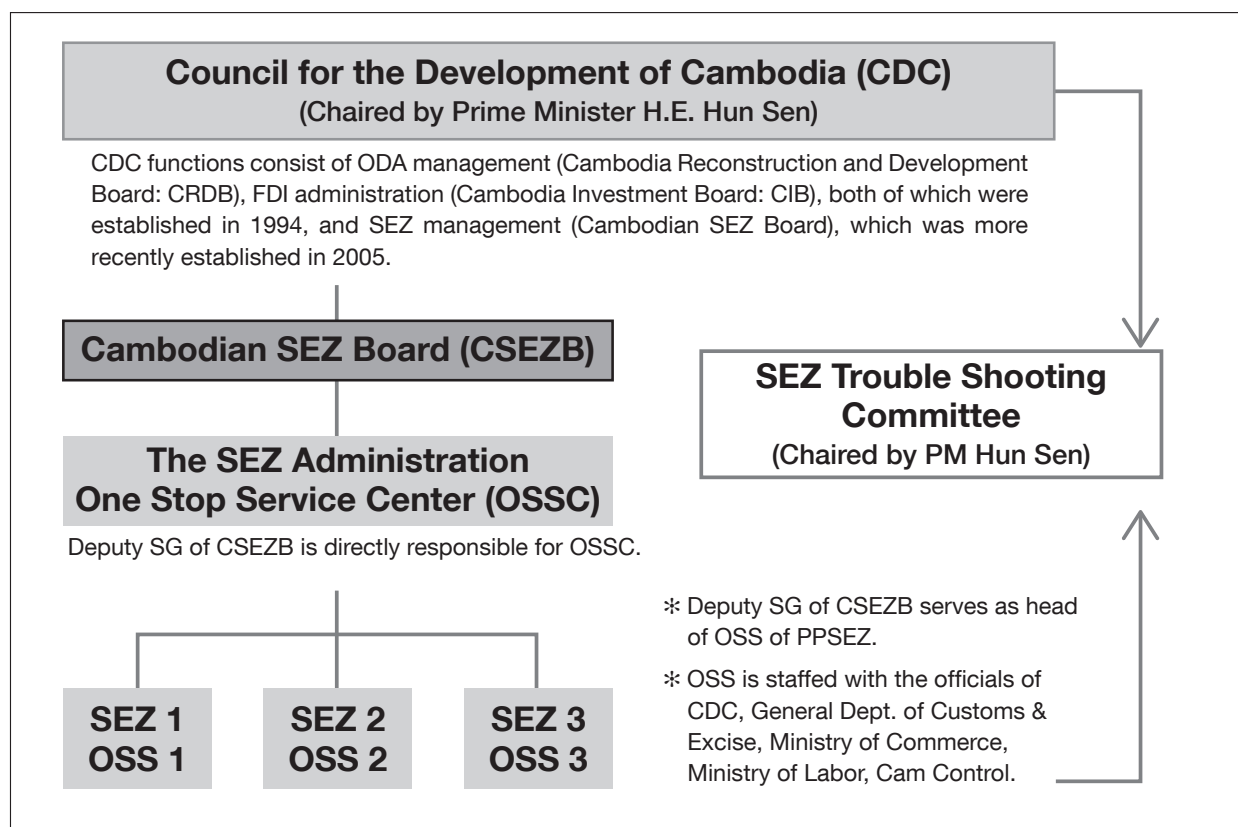 Council for the Development of Cambodia (CDC)
(Chaired by Prime Minister H.E. Hun Sen)
CDC functions consist of ODA management (Cambodia Reconstruction and Development
Board: CRDB), FDI administration (Cambodia Investment Board: CIB), both of which were
established in 1994, and SEZ management (Cambodian SEZ Board), which was more
recently established in 2005.
Cambodian SEZ Board (CSEZB)
SEZ Trouble Shooting
Committee
(Chaired by PM Hun Sen)
The SEZ Administration
One Stop Service Center (OSSC)
Deputy SG of CSEZB is directly responsible for OSSC.
✻ Deputy SG of CSEZB serves as head
of OSS of PPSEZ.
✻ OSS is staffed with the officials of
CDC, General Dept. of Customs &
Excise, Ministry of Commerce,
Ministry of Labor, Cam Control.
SEZ 1
OSS 1
SEZ 2
OSS 2
SEZ 3
OSS 3